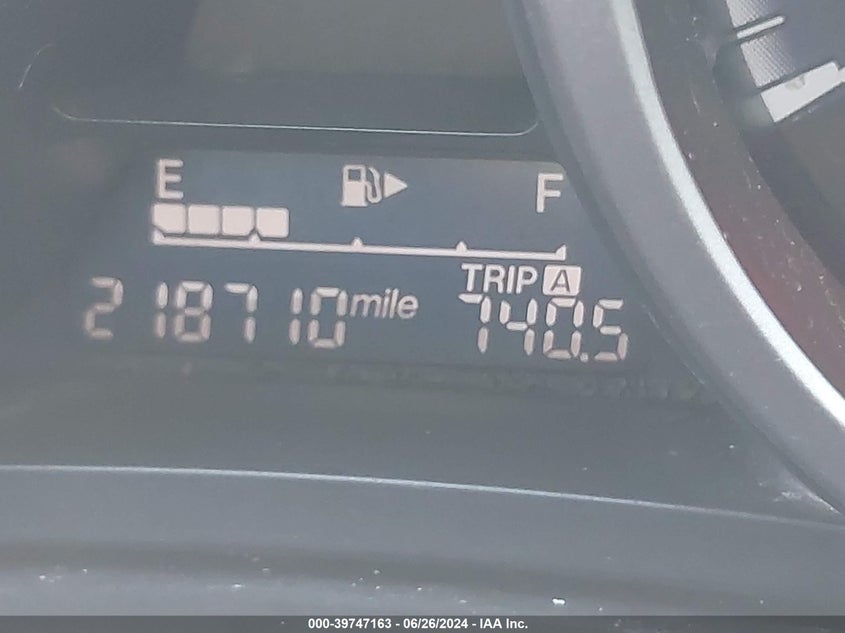 E F
TRIP A
218710 mile 740.5
000-39747163 - 06/26/2024 - IAA Inc.